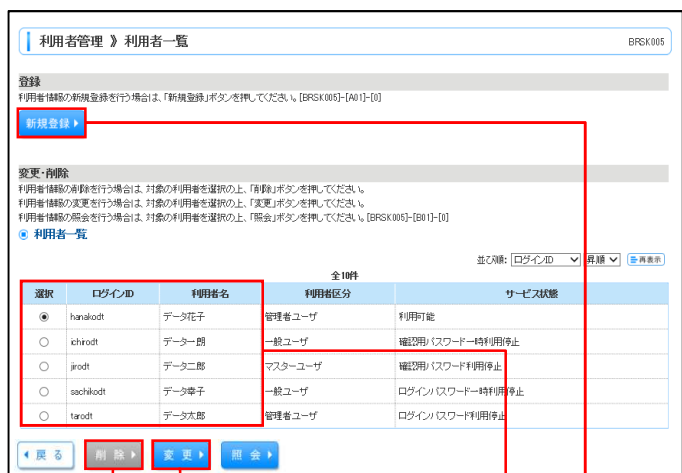 利用者管理 》 利用者一覧 BRSK005
登録
利用者情報の新規登録を行う場合は、「新規登録」ボタンを押してください。[BRSK005]-[A01]-[0]
新規登録
変更・削除
利用者情報の削除を行う場合は、対象の利用者を選択の上、「削除」ボタンを押してください。
利用者情報の変更を行う場合は、対象の利用者を選択の上、「変更」ボタンを押してください。
利用者情報の照会を行う場合は、対象の利用者を選択の上、「照会」ボタンを押してください。[BRSK005]-[B01]-[0]
利用者一覧
並び順: ログインID 昇順 再表示
全10件
選択 ログインID 利用者名 利用者区分 サービス状態
hanakodt データ花子 管理者ユーザ 利用可能
ichirodt データ一朗 一般ユーザ 確認用パスワード一時利用停止
jirodt データ二郎 マスターユーザ 確認用パスワード利用停止
sachikodt データ幸子 一般ユーザ ログインパスワード一時利用停止
tarodt データ太郎 管理者ユーザ ログインパスワード利用停止
戻る 削除 変更 照会